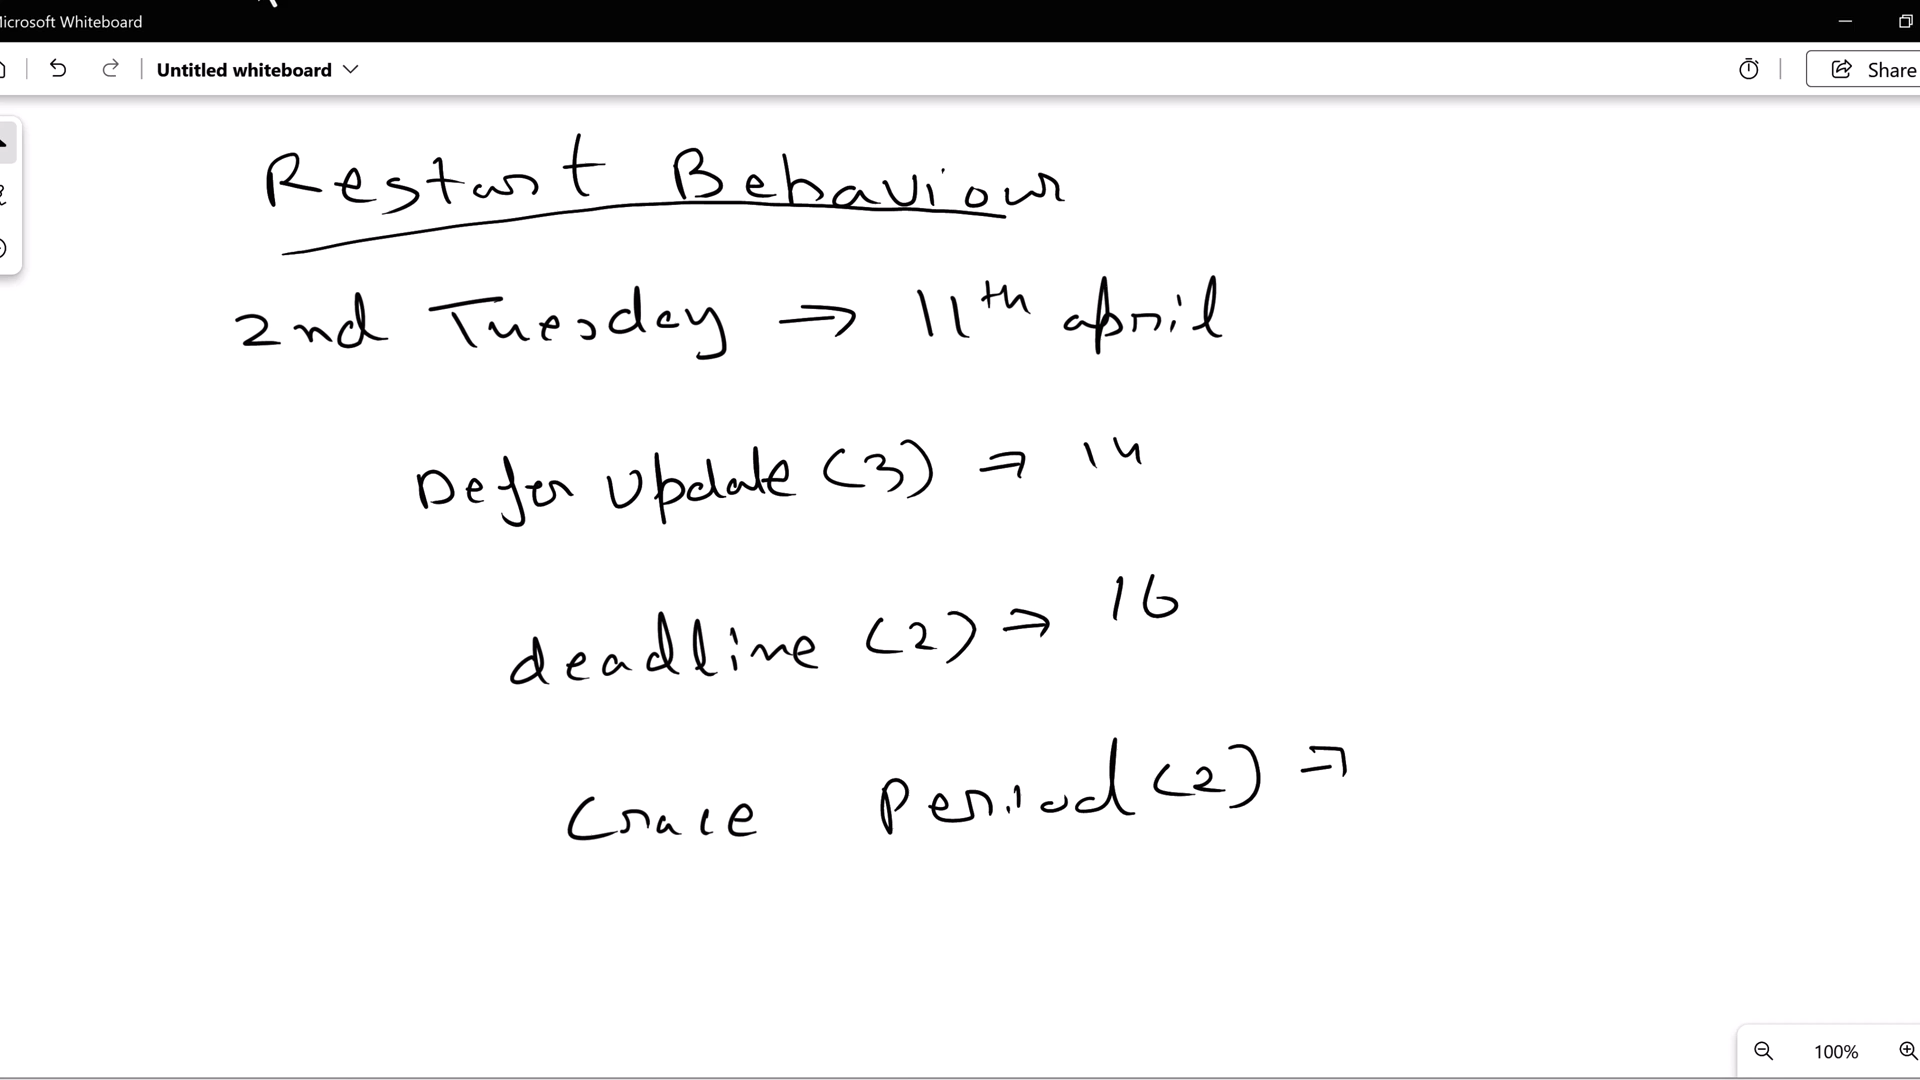 Microsoft Whiteboard
Untitled whiteboard
Share
Restart Behaviour
2nd Tuesday → 11th april
Defer Update (3) → 14
deadline (2) → 16
Grace Period (2) →
100%